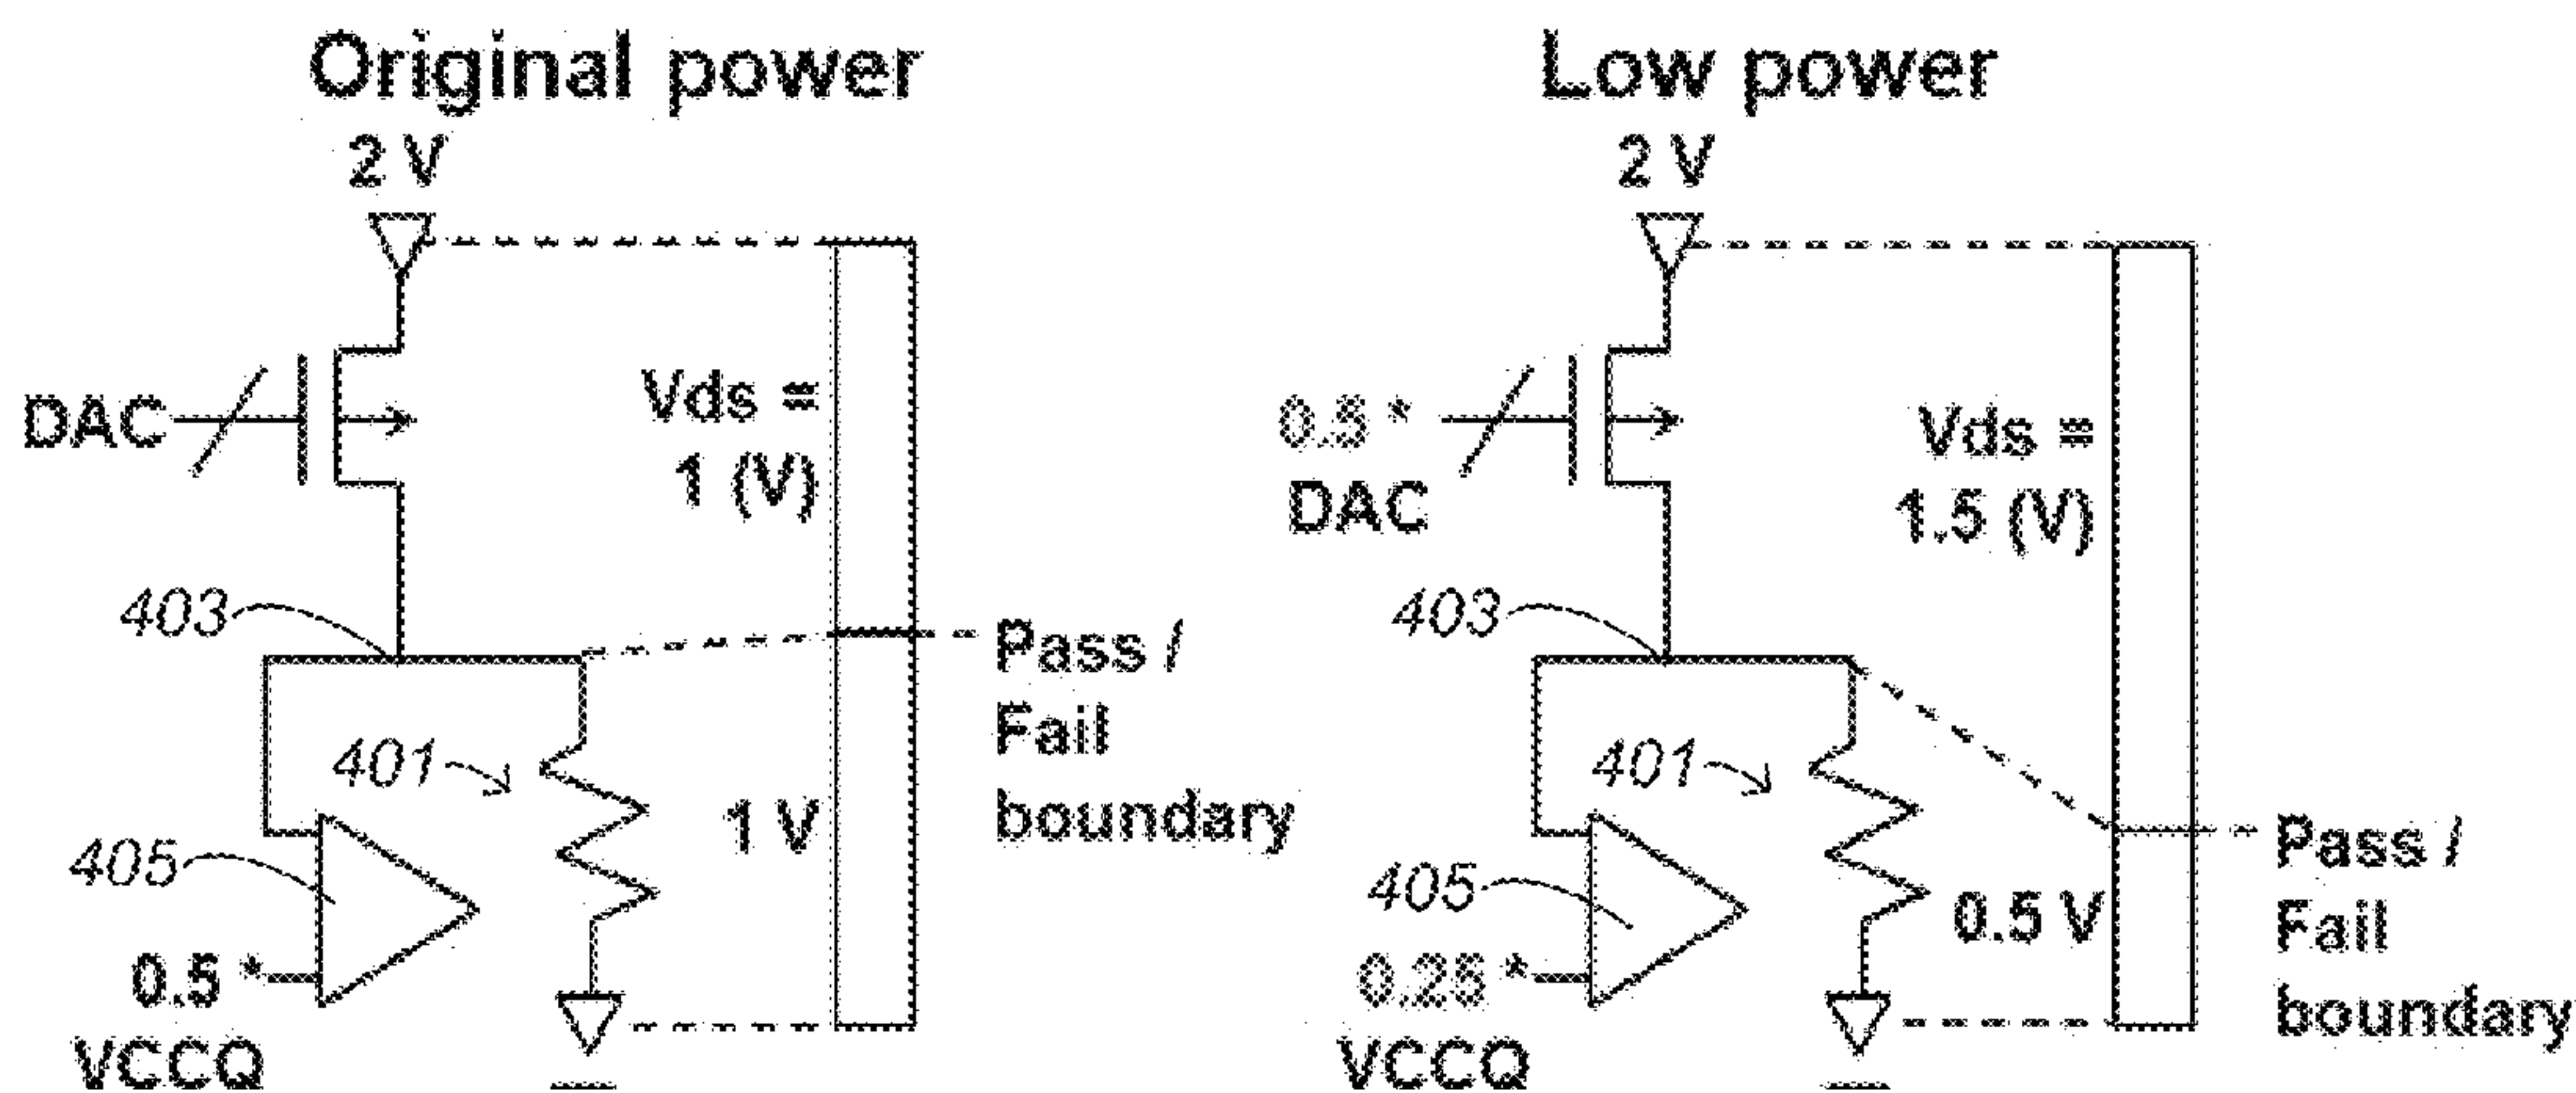 Original power
2 V
DAC
Vds =
1 (V)
403
Pass /
Fail
boundary
401
1 V
405
0.5 *
VCCQ
Low power
2 V
0.5 *
DAC
Vds =
1.5 (V)
403
401
405
0.5 V
0.25 *
VCCQ
Pass /
Fail
boundary